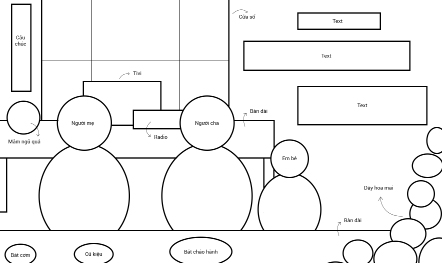 Câu
chúc
Cửa sổ
Text
Text
Tivi
Text
Người mẹ
Radio
Người cha
Bàn dài
Mâm ngũ quả
Em bé
Dây hoa mai
Bàn dài
Bát cơm
Củ kiệu
Bát cháo hành